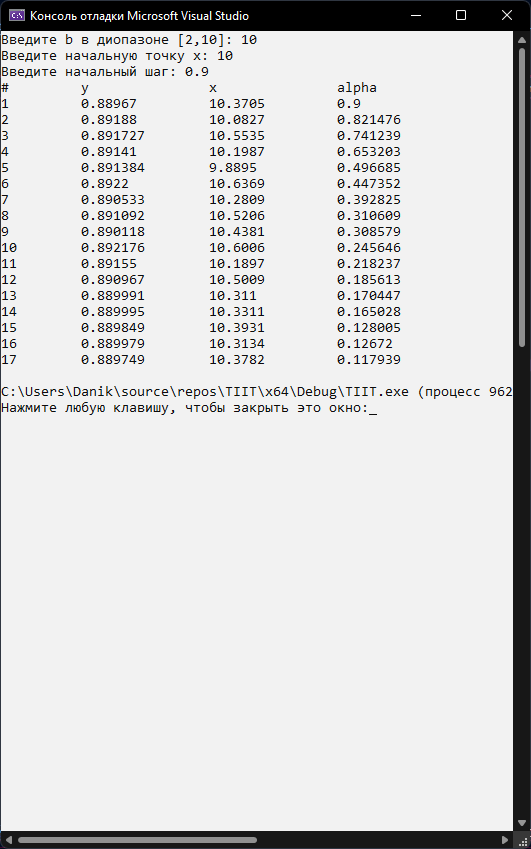 Консоль отладки Microsoft Visual Studio
Введите b в диапазоне [2,10]: 10
Введите начальную точку x: 10
Введите начальный шаг: 0.9
# y x alpha
1 0.88967 10.3705 0.9
2 0.89188 10.0827 0.821476
3 0.891727 10.5535 0.741239
4 0.89141 10.1987 0.653203
5 0.891384 9.8895 0.496685
6 0.8922 10.6369 0.447352
7 0.890533 10.2809 0.392825
8 0.891092 10.5206 0.310609
9 0.890118 10.4381 0.308579
10 0.892176 10.6006 0.245646
11 0.89155 10.1897 0.218237
12 0.890967 10.5009 0.185613
13 0.889991 10.311 0.170447
14 0.889995 10.3311 0.165028
15 0.889849 10.3931 0.128005
16 0.889979 10.3134 0.12672
17 0.889749 10.3782 0.117939
C:\Users\Danik\source\repos\TIIT\x64\Debug\TIIT.exe (процесс 962
Нажмите любую клавишу, чтобы закрыть это окно:_